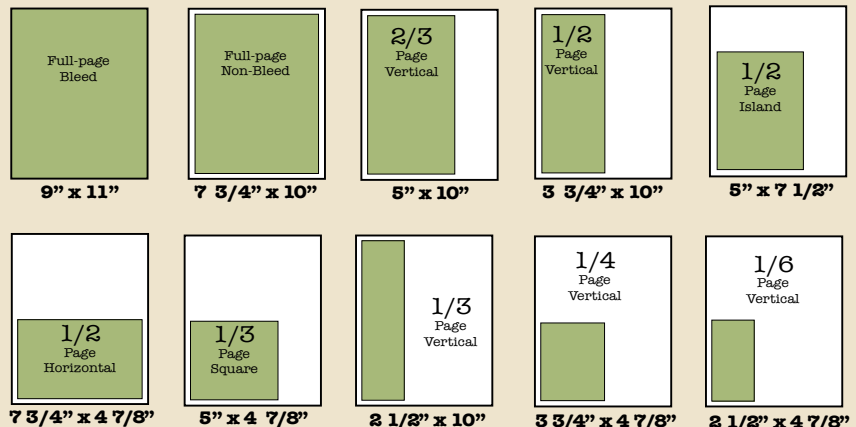 Full-page
Bleed
9” x 11”
Full-page
Non-Bleed
7 3/4” x 10”
2/3
Page
Vertical
5” x 10”
1/2
Page
Vertical
3 3/4” x 10”
1/2
Page
Island
5” x 7 1/2”
1/2
Page
Horizontal
7 3/4” x 4 7/8”
1/3
Page
Square
5” x 4 7/8”
1/3
Page
Vertical
2 1/2” x 10”
1/4
Page
Vertical
3 3/4” x 4 7/8”
1/6
Page
Vertical
2 1/2” x 4 7/8”